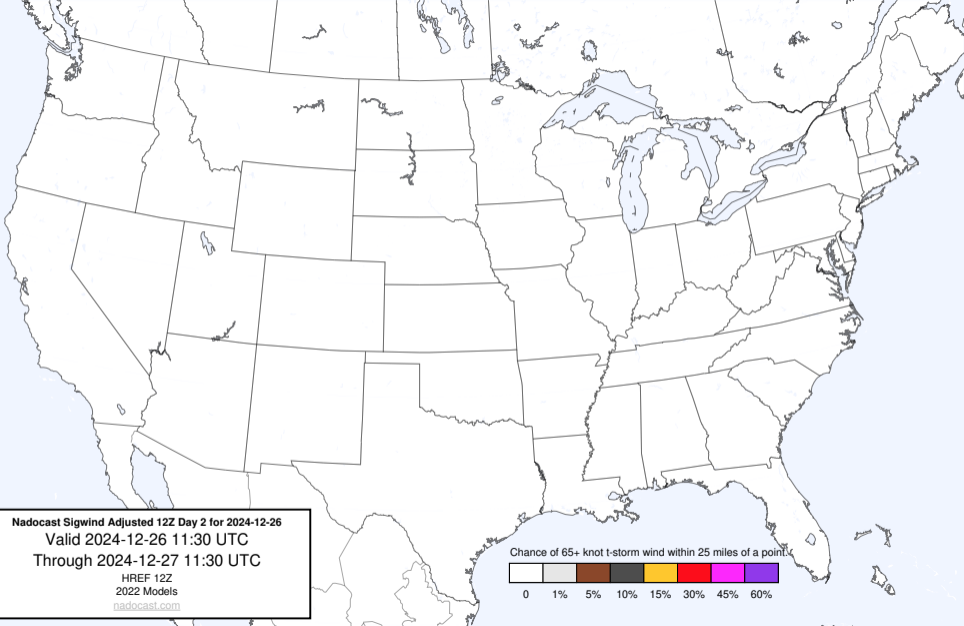 Nadocast Sigwind Adjusted 12Z Day 2 for 2024-12-26
Valid 2024-12-26 11:30 UTC
Through 2024-12-27 11:30 UTC
HREF 12Z
2022 Models
nadocast.com
Chance of 65+ knot t-storm wind within 25 miles of a point.
0 1% 5% 10% 15% 30% 45% 60%